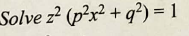 Solve z² (p²x² + q²) = 1